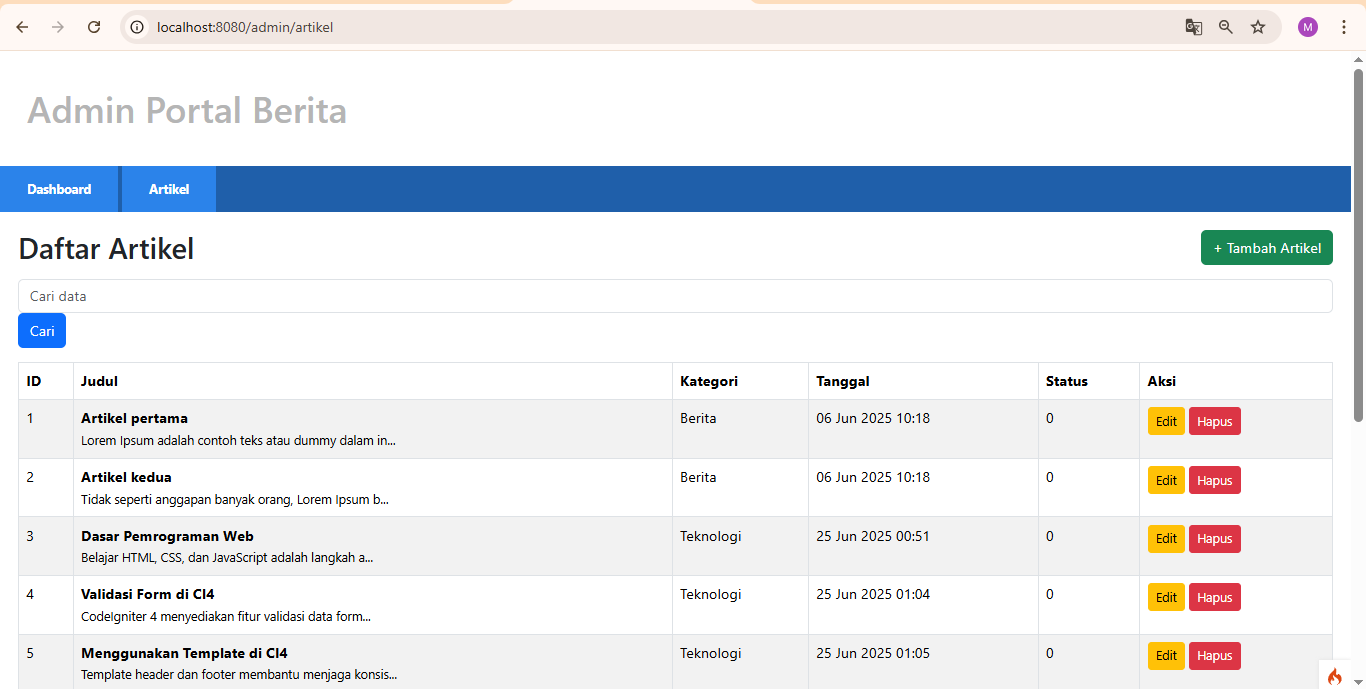 localhost:8080/admin/artikel
M
Admin Portal Berita
Dashboard Artikel
Daftar Artikel + Tambah Artikel
Cari data
Cari
ID Judul Kategori Tanggal Status Aksi
1 Artikel pertama Berita 06 Jun 2025 10:18 0 Edit Hapus
Lorem Ipsum adalah contoh teks atau dummy dalam in...
2 Artikel kedua Berita 06 Jun 2025 10:18 0 Edit Hapus
Tidak seperti anggapan banyak orang, Lorem Ipsum b...
3 Dasar Pemrograman Web Teknologi 25 Jun 2025 00:51 0 Edit Hapus
Belajar HTML, CSS, dan JavaScript adalah langkah a...
4 Validasi Form di CI4 Teknologi 25 Jun 2025 01:04 0 Edit Hapus
CodeIgniter 4 menyediakan fitur validasi data form...
5 Menggunakan Template di CI4 Teknologi 25 Jun 2025 01:05 0 Edit Hapus
Template header dan footer membantu menjaga konsis...